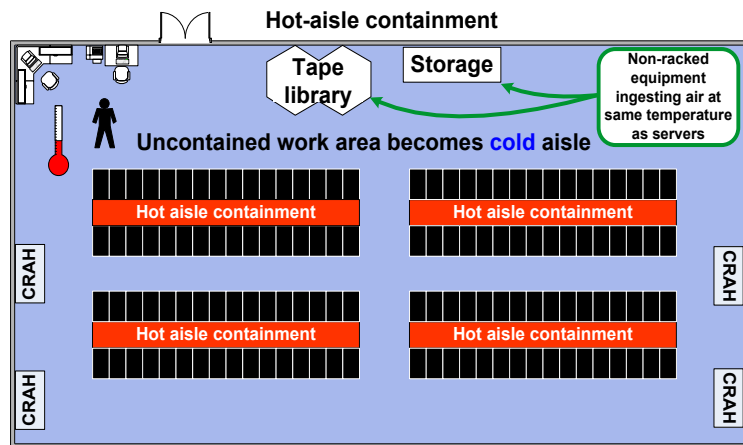 Hot-aisle containment
Tape
library
Storage
Non-racked
equipment
ingesting air at
same temperature
as servers
Uncontained work area becomes cold aisle
Hot aisle containment
Hot aisle containment
CRAH
CRAH
Hot aisle containment
Hot aisle containment
CRAH
CRAH